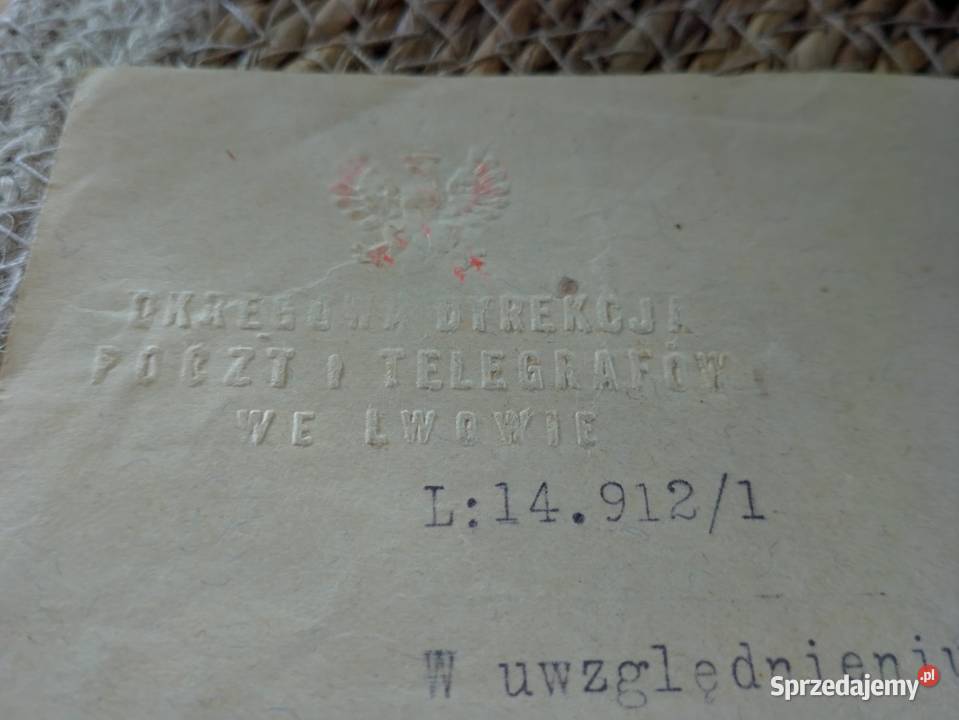 OKRĘGOWA DYREKCJA
POCZT i TELEGRAFÓW
WE LWOWIE
L:14.912/1
W uwzględnieniu
Sprzedajemy.pl